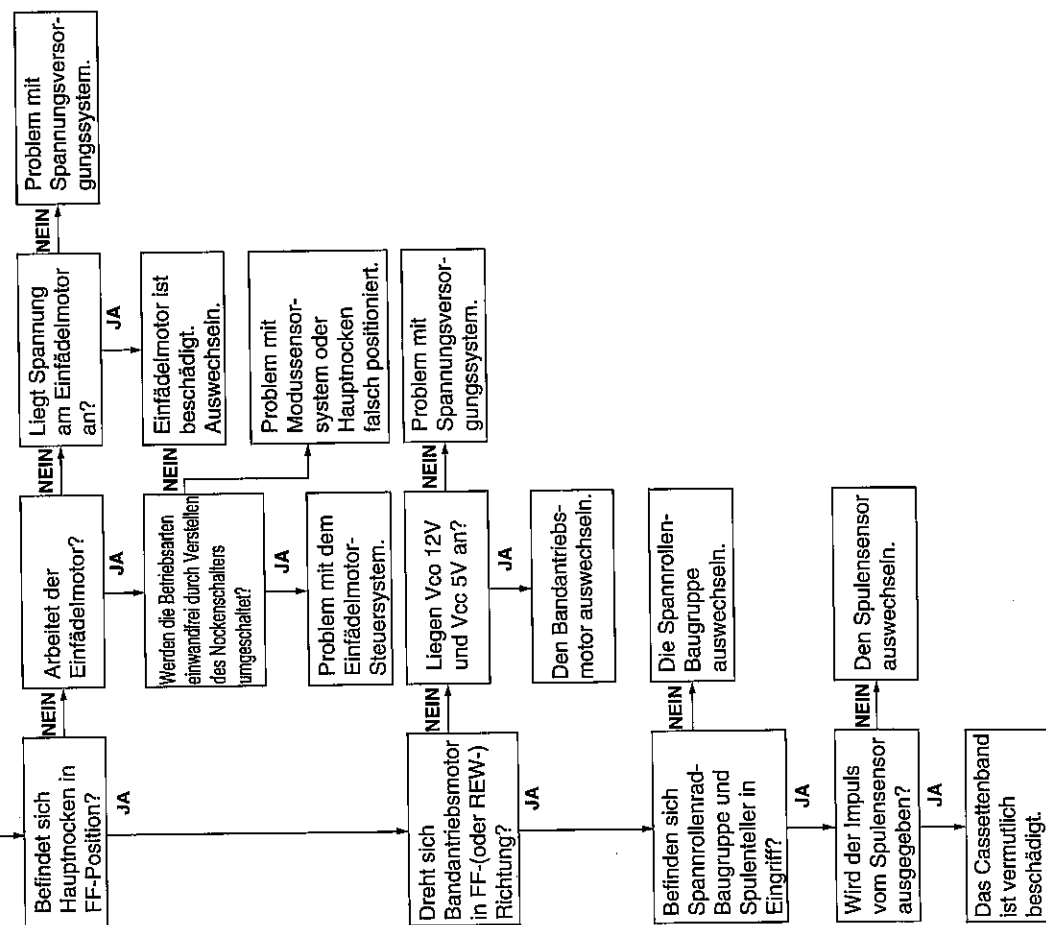 Befindet sich
Hauptnocken in
FF-Position?
NEIN
JA
Arbeitet der
Einfädelmotor?
NEIN
JA
Liegt Spannung
am Einfädelmotor
an?
NEIN
JA
Problem mit
Spannungsversor-
gungssystem.
Werden die Betriebsarten
einwandfrei durch Verstellen
des Nockenschalters
umgeschaltet?
NEIN
JA
Einfädelmotor ist
beschädigt.
Auswechseln.
Problem mit
Modussensor-
system oder
Hauptnocken
falsch positioniert.
Problem mit dem
Einfädelmotor-
Steuersystem.
Dreht sich
Bandantriebsmotor
in FF-(oder REW-)
Richtung?
NEIN
JA
Liegen Vco 12V
und Vcc 5V an?
NEIN
JA
Problem mit
Spannungsversor-
gungssystem.
Den Bandantriebs-
motor auswechseln.
Befinden sich
Spannrollenrad-
Baugruppe und
Spulenteller in
Eingriff?
NEIN
JA
Die Spannrollen-
Baugruppe
auswechseln.
Wird der Impuls
vom Spulensensor
ausgegeben?
NEIN
JA
Den Spulensensor
auswechseln.
Das Cassettenband
ist vermutlich
beschädigt.